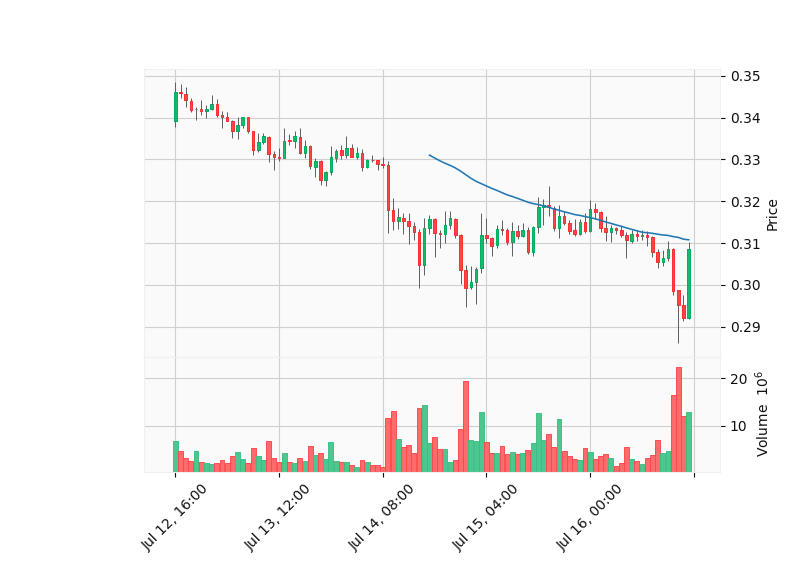 0.35
0.34
0.33
0.32
0.31
0.30
0.29
Price
20
10
Volume 10^6
Jul 12, 16:00
Jul 13, 12:00
Jul 14, 08:00
Jul 15, 04:00
Jul 16, 00:00